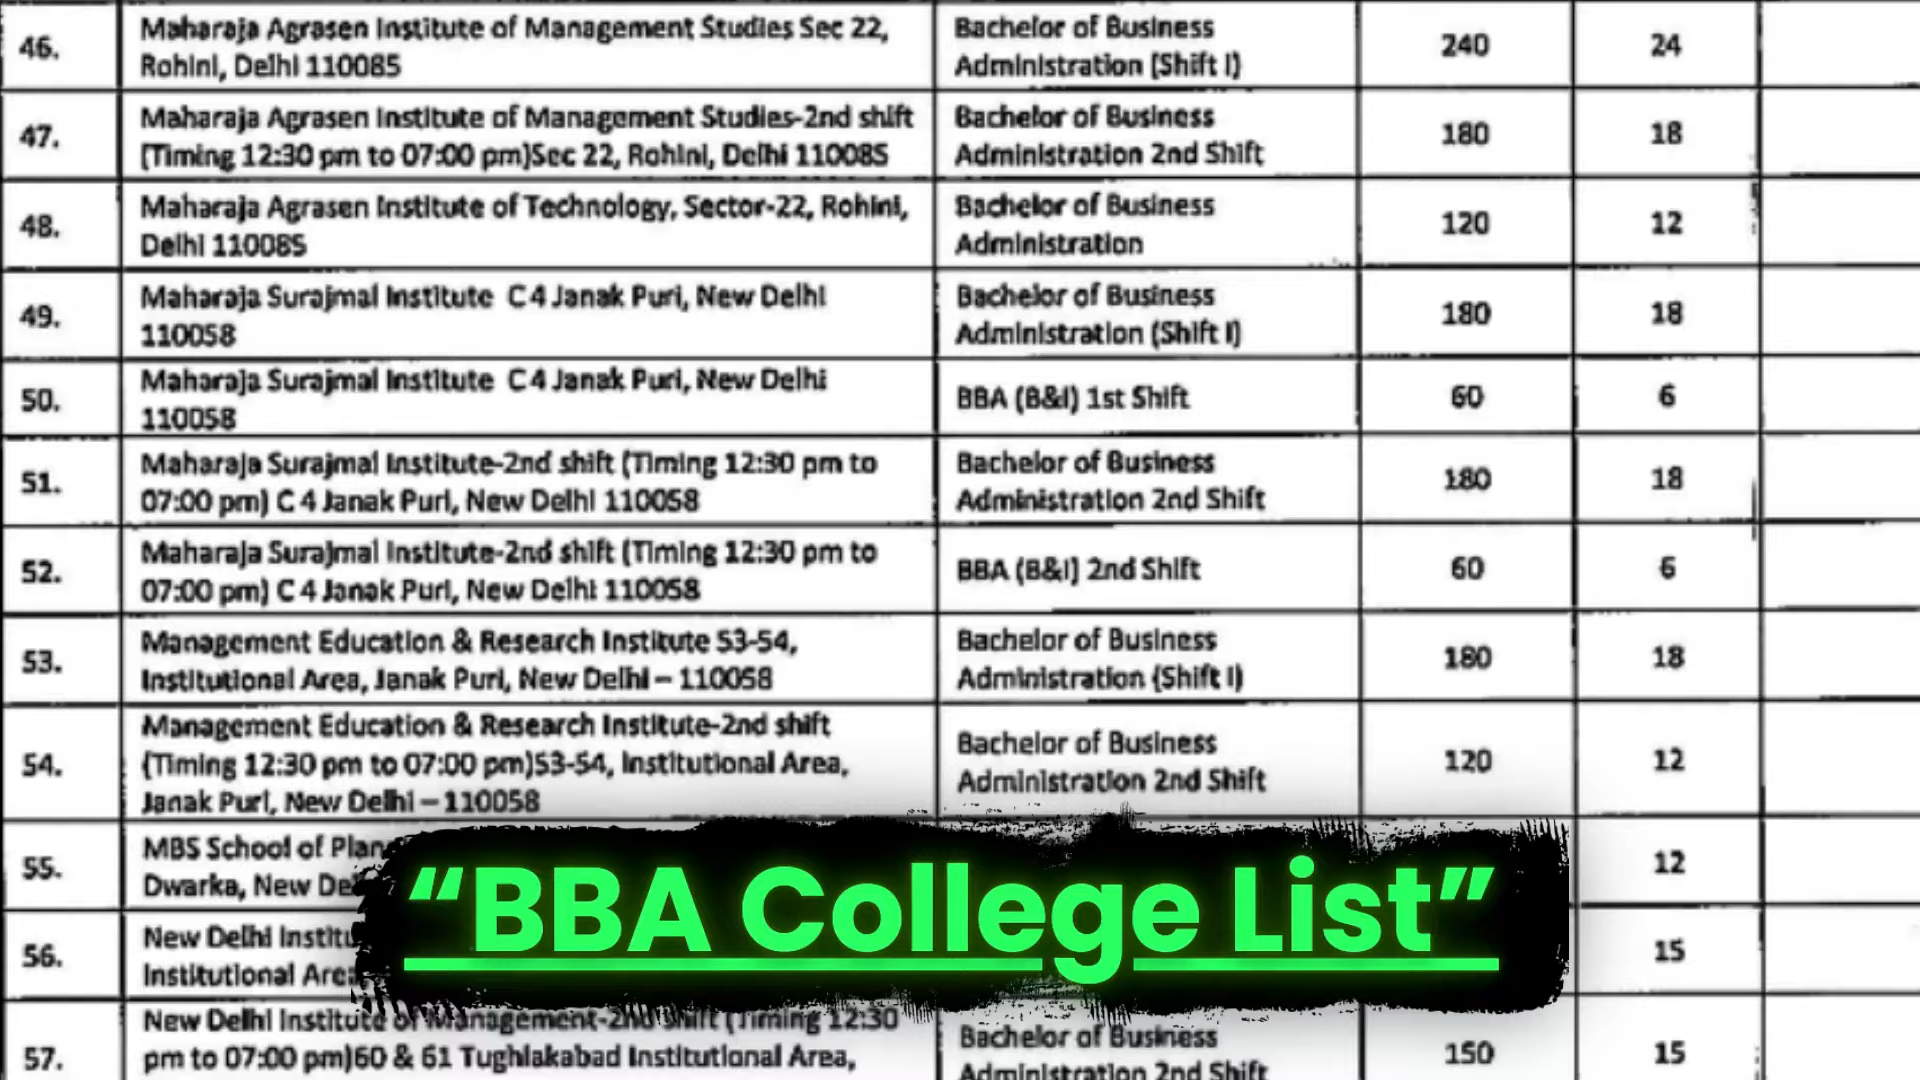 46.
Maharaja Agrasen Institute of Management Studies Sec 22,
Rohini, Delhi 110085
Bachelor of Business
Administration (Shift I)
240
24
47.
Maharaja Agrasen Institute of Management Studies-2nd shift
(Timing 12:30 pm to 07:00 pm)Sec 22, Rohini, Delhi 110085
Bachelor of Business
Administration 2nd Shift
180
18
48.
Maharaja Agrasen Institute of Technology, Sector-22, Rohini,
Delhi 110085
Bachelor of Business
Administration
120
12
49.
Maharaja Surajmal Institute C 4 Janak Puri, New Delhi
110058
Bachelor of Business
Administration (Shift I)
180
18
50.
Maharaja Surajmal Institute C 4 Janak Puri, New Delhi
110058
BBA (B&I) 1st Shift
60
6
51.
Maharaja Surajmal Institute-2nd shift (Timing 12:30 pm to
07:00 pm) C 4 Janak Puri, New Delhi 110058
Bachelor of Business
Administration 2nd Shift
180
18
52.
Maharaja Surajmal Institute-2nd shift (Timing 12:30 pm to
07:00 pm) C 4 Janak Puri, New Delhi 110058
BBA (B&I) 2nd Shift
60
6
53.
Management Education & Research Institute 53-54,
Institutional Area, Janak Puri, New Delhi – 110058
Bachelor of Business
Administration (Shift I)
180
18
54.
Management Education & Research Institute-2nd shift
(Timing 12:30 pm to 07:00 pm)53-54, Institutional Area,
Janak Puri, New Delhi – 110058
Bachelor of Business
Administration 2nd Shift
120
12
55.
MBS School of
Dwarka, New
12
“BBA College List”
56.
New Delhi
Institutional
15
57.
New Delhi Institute of Management-2nd shift (Timing 12:30
pm to 07:00 pm)60 & 61 Tughlakabad Institutional Area,
Bachelor of Business
Administration 2nd Shift
150
15